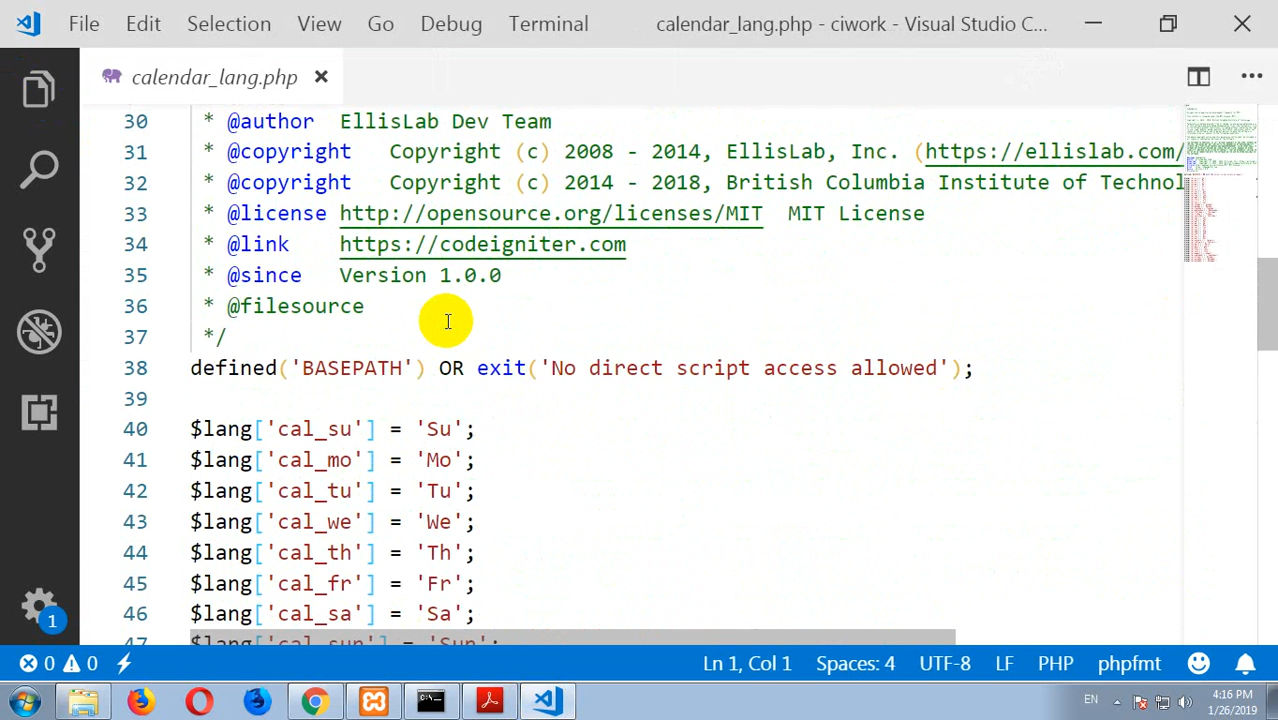 File Edit Selection View Go Debug Terminal calendar_lang.php - ciwork - Visual Studio C...
calendar_lang.php
30 * @author EllisLab Dev Team
31 * @copyright Copyright (c) 2008 - 2014, EllisLab, Inc. (https://ellislab.com/
32 * @copyright Copyright (c) 2014 - 2018, British Columbia Institute of Technol
33 * @license http://opensource.org/licenses/MIT MIT License
34 * @link https://codeigniter.com
35 * @since Version 1.0.0
36 * @filesource
37 */
38 defined('BASEPATH') OR exit('No direct script access allowed');
39
40 $lang['cal_su'] = 'Su';
41 $lang['cal_mo'] = 'Mo';
42 $lang['cal_tu'] = 'Tu';
43 $lang['cal_we'] = 'We';
44 $lang['cal_th'] = 'Th';
45 $lang['cal_fr'] = 'Fr';
46 $lang['cal_sa'] = 'Sa';
47 $lang['cal_sun'] = 'Sun';
1
0 0 Ln 1, Col 1 Spaces: 4 UTF-8 LF PHP phpfmt
EN 4:16 PM
1/26/2019